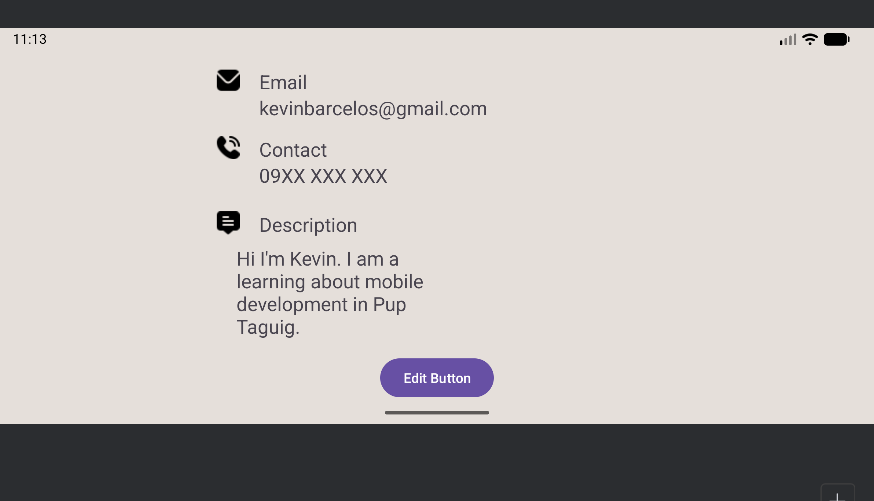 11:13
Email
kevinbarcelos@gmail.com
Contact
09XX XXX XXX
Description
Hi I'm Kevin. I am a
learning about mobile
development in Pup
Taguig.
Edit Button